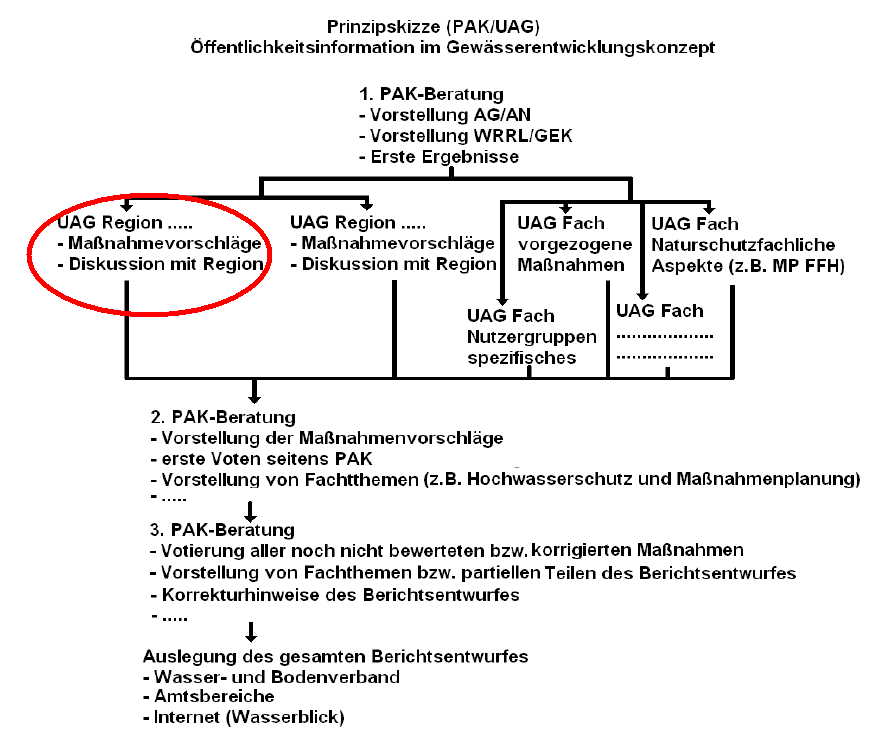 Prinzipskizze (PAK/UAG)
Öffentlichkeitsinformation im Gewässerentwicklungskonzept
1. PAK-Beratung
- Vorstellung AG/AN
- Vorstellung WRRL/GEK
- Erste Ergebnisse
UAG Region .....
- Maßnahmevorschläge
- Diskussion mit Region
UAG Region .....
- Maßnahmevorschläge
- Diskussion mit Region
UAG Fach
vorgezogene
Maßnahmen
UAG Fach
Naturschutzfachliche
Aspekte (z.B. MP FFH)
UAG Fach
Nutzergruppen
spezifisches
UAG Fach
..................
..................
2. PAK-Beratung
- Vorstellung der Maßnahmenvorschläge
- erste Voten seitens PAK
- Vorstellung von Fachtthemen (z.B. Hochwasserschutz und Maßnahmenplanung)
- .....
3. PAK-Beratung
- Votierung aller noch nicht bewerteten bzw. korrigierten Maßnahmen
- Vorstellung von Fachthemen bzw. partiellen Teilen des Berichtsentwurfes
- Korrekturhinweise des Berichtsentwurfes
- .....
Auslegung des gesamten Berichtsentwurfes
- Wasser- und Bodenverband
- Amtsbereiche
- Internet (Wasserblick)